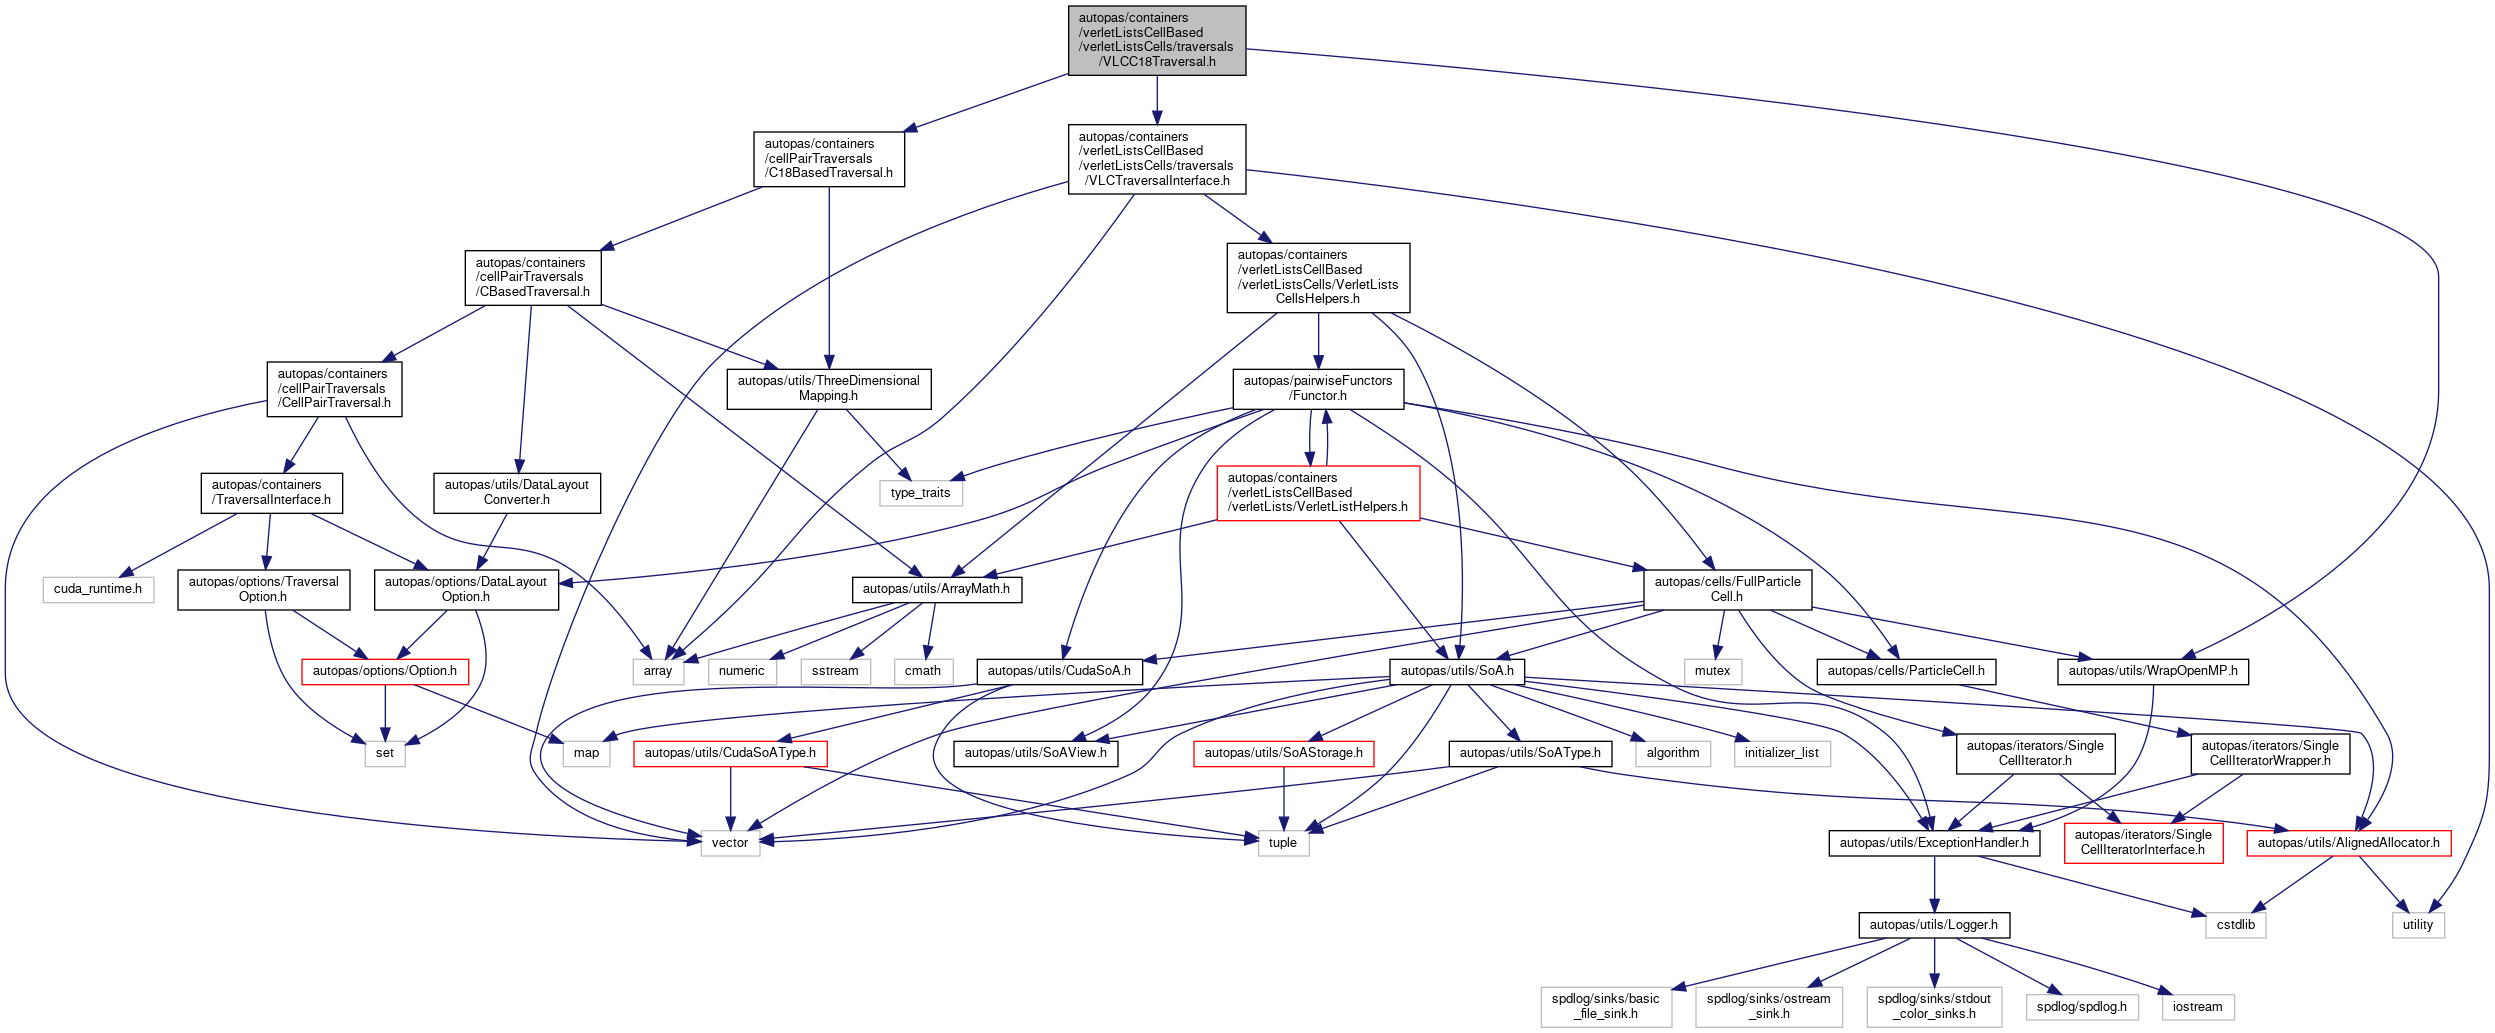 autopas/containers
/verletListsCellBased
/verletListsCells/traversals
/VLCC18Traversal.h
autopas/containers
/cellPairTraversals
/C18BasedTraversal.h
autopas/containers
/verletListsCellBased
/verletListsCells/traversals
/VLCTraversalInterface.h
autopas/containers
/cellPairTraversals
/CBasedTraversal.h
autopas/containers
/verletListsCellBased
/verletListsCells/VerletLists
CellsHelpers.h
autopas/containers
/cellPairTraversals
/CellPairTraversal.h
autopas/utils/ThreeDimensional
Mapping.h
autopas/pairwiseFunctors
/Functor.h
autopas/containers
/TraversalInterface.h
autopas/utils/DataLayout
Converter.h
type_traits
autopas/containers
/verletListsCellBased
/verletLists/VerletListHelpers.h
cuda_runtime.h
autopas/options/Traversal
Option.h
autopas/options/DataLayout
Option.h
autopas/utils/ArrayMath.h
autopas/cells/FullParticle
Cell.h
autopas/options/Option.h
array
numeric
sstream
cmath
autopas/utils/CudaSoA.h
autopas/utils/SoA.h
mutex
autopas/cells/ParticleCell.h
autopas/utils/WrapOpenMP.h
set
map
autopas/utils/CudaSoAType.h
autopas/utils/SoAView.h
autopas/utils/SoAStorage.h
autopas/utils/SoAType.h
algorithm
initializer_list
autopas/iterators/Single
CellIterator.h
autopas/iterators/Single
CellIteratorWrapper.h
vector
tuple
autopas/utils/ExceptionHandler.h
autopas/iterators/Single
CellIteratorInterface.h
autopas/utils/AlignedAllocator.h
autopas/utils/Logger.h
cstdlib
utility
spdlog/sinks/basic
_file_sink.h
spdlog/sinks/ostream
_sink.h
spdlog/sinks/stdout
_color_sinks.h
spdlog/spdlog.h
iostream